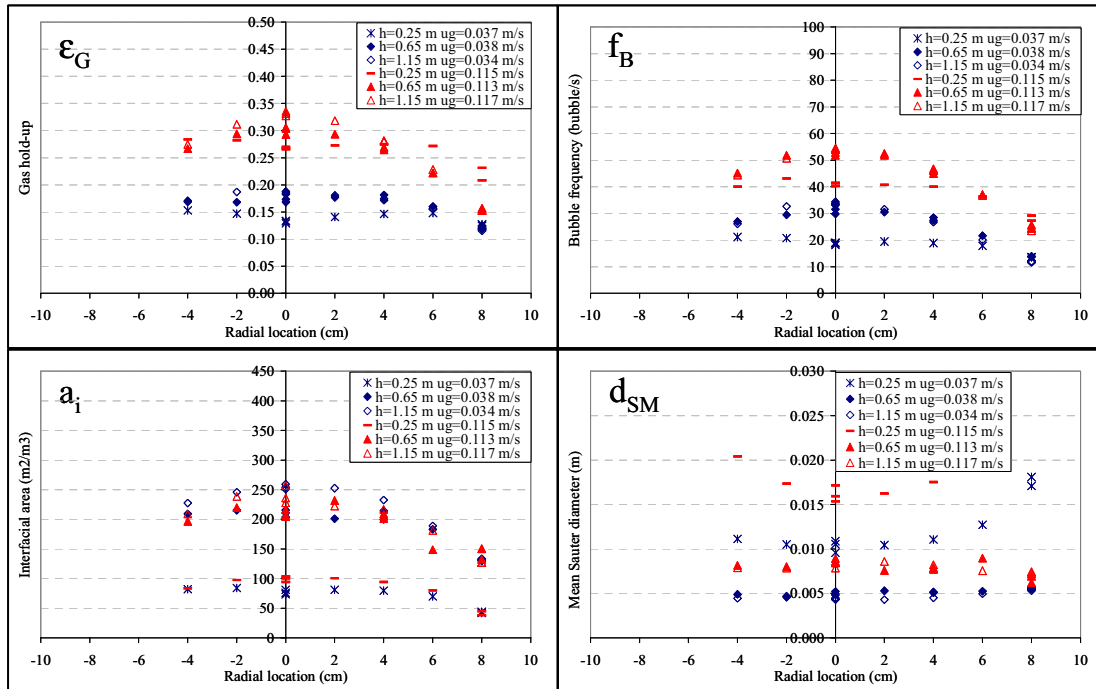 ε_G
Gas hold-up
0.50
0.45
0.40
0.35
0.30
0.25
0.20
0.15
0.10
0.05
0.00
h=0.25 m ug=0.037 m/s
h=0.65 m ug=0.038 m/s
h=1.15 m ug=0.034 m/s
h=0.25 m ug=0.115 m/s
h=0.65 m ug=0.113 m/s
h=1.15 m ug=0.117 m/s
-10 -8 -6 -4 -2 0 2 4 6 8 10
Radial location (cm)
f_B
Bubble frequency (bubble/s)
100
90
80
70
60
50
40
30
20
10
0
h=0.25 m ug=0.037 m/s
h=0.65 m ug=0.038 m/s
h=1.15 m ug=0.034 m/s
h=0.25 m ug=0.115 m/s
h=0.65 m ug=0.113 m/s
h=1.15 m ug=0.117 m/s
-10 -8 -6 -4 -2 0 2 4 6 8 10
Radial location (cm)
a_i
Interfacial area (m2/m3)
450
400
350
300
250
200
150
100
50
0
h=0.25 m ug=0.037 m/s
h=0.65 m ug=0.038 m/s
h=1.15 m ug=0.034 m/s
h=0.25 m ug=0.115 m/s
h=0.65 m ug=0.113 m/s
h=1.15 m ug=0.117 m/s
-10 -8 -6 -4 -2 0 2 4 6 8 10
Radial location (cm)
d_SM
Mean Sauter diameter (m)
0.030
0.025
0.020
0.015
0.010
0.005
0.000
h=0.25 m ug=0.037 m/s
h=0.65 m ug=0.038 m/s
h=1.15 m ug=0.034 m/s
h=0.25 m ug=0.115 m/s
h=0.65 m ug=0.113 m/s
h=1.15 m ug=0.117 m/s
-10 -8 -6 -4 -2 0 2 4 6 8 10
Radial location (cm)